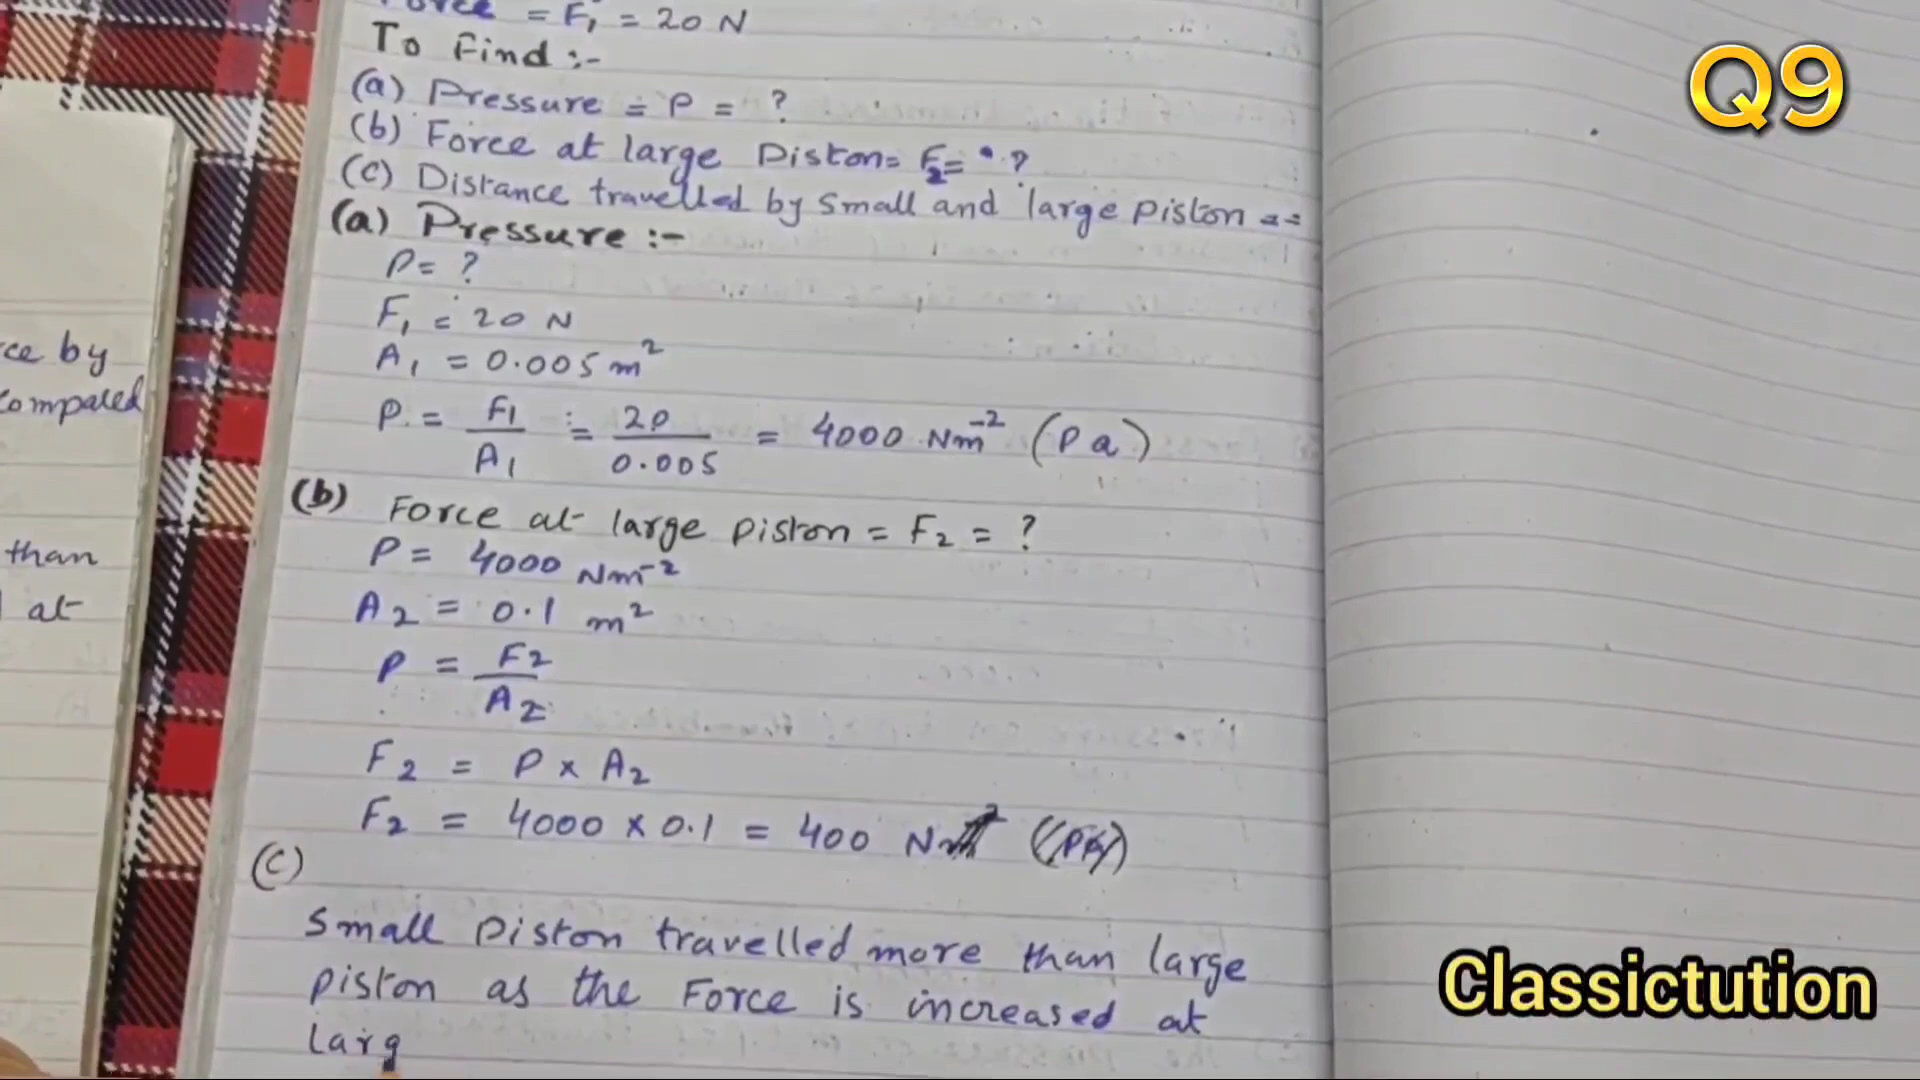 Force = F₁ = 20 N
To Find :-
(a) Pressure = P = ?
(b) Force at large Piston = F₂ = ?
(c) Distance travelled by small and large piston ==
(a) Pressure :-
P = ?
F₁ = 20 N
A₁ = 0.005 m²
P = F₁/A₁ = 20/0.005 = 4000 Nm⁻² (Pa)
(b) Force at large piston = F₂ = ?
P = 4000 Nm⁻²
A₂ = 0.1 m²
P = F₂/A₂
F₂ = P x A₂
F₂ = 4000 x 0.1 = 400 N
(c)
Small Piston travelled more than large
piston as the Force is increased at
larg
ce by
compared
than
at
Q9
Classictution